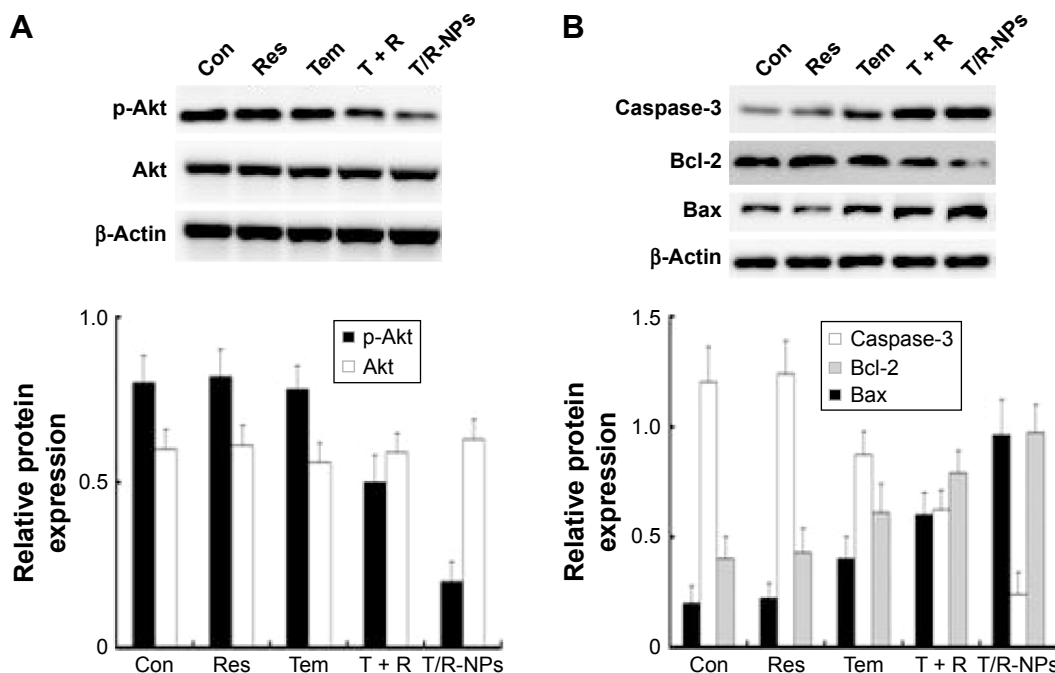 A
Con Res Tem T + R T/R-NPs
p-Akt
Akt
β-Actin
1.0
0.5
0
Relative protein
expression
p-Akt
Akt
Con Res Tem T + R T/R-NPs
B
Con Res Tem T + R T/R-NPs
Caspase-3
Bcl-2
Bax
β-Actin
1.5
1.0
0.5
0
Relative protein
expression
Caspase-3
Bcl-2
Bax
Con Res Tem T + R T/R-NPs